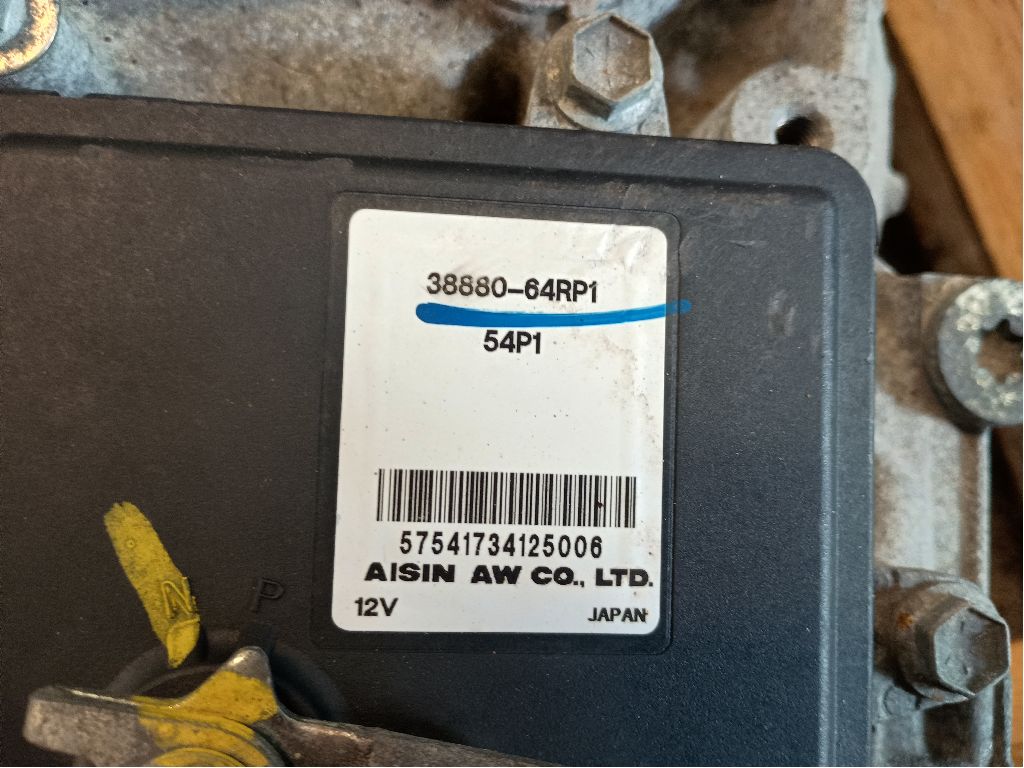 38880-64RP1
54P1
57541734125006
AISIN AW CO., LTD.
12V JAPAN
N P